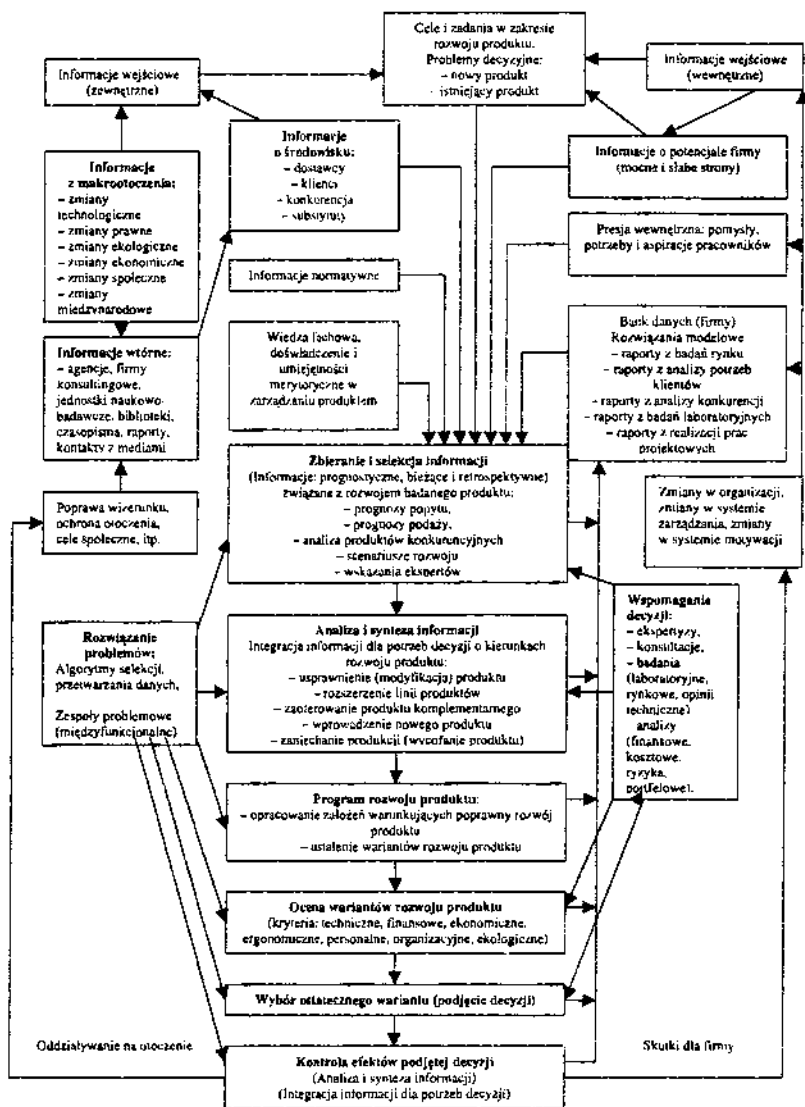 Cele i zadania w zakresie
rozwoju produktu.
Problemy decyzyjne:
– nowy produkt
- istniejący produkt
Informacje wejściowe
(zewnętrzne)
Informacje wejściowe
(wewnętrzne)
Informacje
o środowisku:
– dostawcy
– klienci
– konkurencja
– substytuty
Informacje
z makrootoczenia:
– zmiany
technologiczne
– zmiany prawne
– zmiany ekologiczne
– zmiany ekonomiczne
– zmiany społeczne
– zmiany
międzynarodowe
Informacje o potencjale firmy
(mocne i słabe strony)
Presja wewnętrzna: pomysły,
potrzeby i aspiracje pracowników
Informacje normatywne
Wiedza fachowa,
doświadczenie i
umiejętności
merytoryczne w
zarządzaniu produktem
Bank danych (firmy)
Rozwiązania modelowe
– raporty z badań rynku
– raporty z analizy potrzeb
klientów
– raporty z analizy konkurencji
– raporty z badań laboratoryjnych
– raporty z realizacji prac
projektowych
Informacje wtórne:
– agencje, firmy
konsultingowe,
jednostki naukowo-
badawcze, biblioteki,
czasopisma, raporty,
kontakty z mediami
Zbieranie i selekcja informacji
(Informacje: prognostyczne, bieżące i retrospektywne)
związane z rozwojem badanego produktu:
– prognozy popytu,
– prognozy podaży,
– analiza produktów konkurencyjnych
– scenariusze rozwoju
– wskazania ekspertów
Poprawa wizerunku,
ochrona otoczenia,
cele społeczne, itp.
Zmiany w organizacji,
zmiany w systemie
zarządzania, zmiany
w systemie motywacji
Rozwiązanie
problemów:
Algorytmy selekcji,
przetwarzania danych,
Zespoły problemowe
(międzyfunkcjonalne)
Analiza i synteza informacji
Integracja informacji dla potrzeb decyzji o kierunkach
rozwoju produktu:
– usprawnienie (modyfikacja) produktu
– rozszerzenie linii produktów
– zaoferowanie produktu komplementarnego
– wprowadzenie nowego produktu
– zaniechanie produkcji (wycofanie produktu)
Wspomaganie
decyzji:
– ekspertyzy,
– konsultacje,
– badania
(laboratoryjne,
rynkowe, opinii
techniczne)
analizy
(finansowe,
kosztowe,
ryzyka,
portfelowe).
Program rozwoju produktu:
– opracowanie założeń warunkujących poprawny rozwój
produktu
– ustalenie wariantów rozwoju produktu
Ocena wariantów rozwoju produktu
(kryteria: techniczne, finansowe, ekonomiczne,
ergonomiczne, personalne, organizacyjne, ekologiczne)
Wybór ostatecznego wariantu (podjęcie decyzji)
Oddziaływanie na otoczenie
Skutki dla firmy
Kontrola efektów podjętej decyzji
(Analiza i synteza informacji)
(Integracja informacji dla potrzeb decyzji)